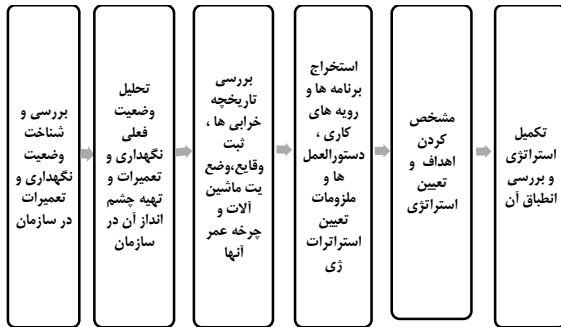 بررسی و
شناخت
وضعیت
نگهداری و
تعمیرات
در سازمان
تحلیل
وضعیت
فعلی
نگهداری و
تعمیرات و
تهیه چشم
انداز آن در
سازمان
بررسی
تاریخچه
خرابی ها ،
ثبت
وقایع،وضع
یت ماشین
آلات و
چرخه عمر
آنها
استخراج
برنامه ها و
رویه های
کاری ،
دستورالعمل
ها و
ملزومات
تعیین
استراترات
ژی
مشخص
کردن
اهداف و
تعیین
استراتژی
تکمیل
استراتژی
و بررسی
انطباق آن